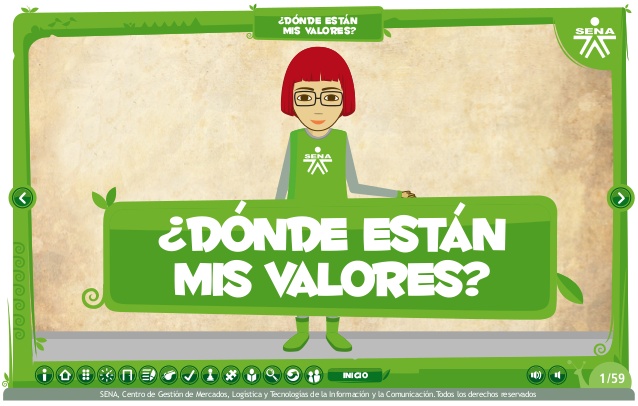 ¿DÓNDE ESTÁN
MIS VALORES?
SENA
SENA
¿DÓNDE ESTÁN
MIS VALORES?
INICIO
1/59
SENA, Centro de Gestión de Mercados, Logística y Tecnologías de la Información y la Comunicación. Todos los derechos reservados